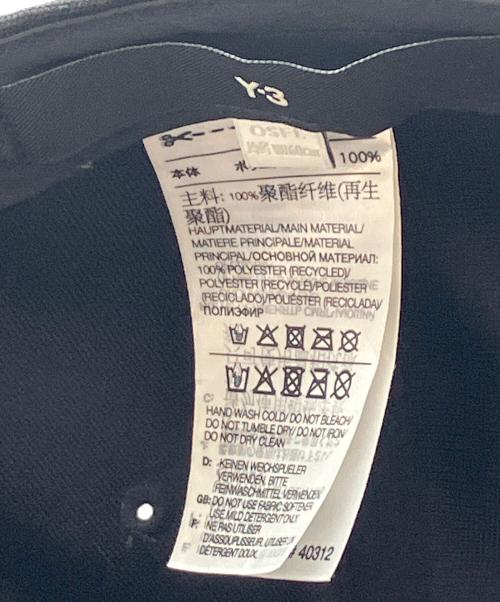 Y-3
OSFL
本体 100%
主料: 100%聚酯纤维(再生
聚酯)
HAUPTMATERIAL/MAIN MATERIAL/
MATIERE PRINCIPALE/MATERIAL
PRINCIPAL/ОСНОВНОЙ МАТЕРИАЛ:
100% POLYESTER (RECYCLED)/
POLYESTER (RECYCLÉ)/POLIESTER
(RECICLADO)/POLIÉSTER (RECICLADA)/
ПОЛИЭФИР
HAND WASH COLD/ DO NOT BLEACH/
DO NOT TUMBLE DRY/ DO NOT IRON/
DO NOT DRY CLEAN
D: KEINEN WEICHSPUELER
VERWENDEN. BITTE
FEINWASCHMITTEL VERWENDEN
GB: DO NOT USE FABRIC SOFTENER
USE MILD DETERGENT ONLY.
F: NE PAS UTILISER
D'ASSOUPLISSEUR, UTILISER UN
DÉTERGENT DOUX. # 40312